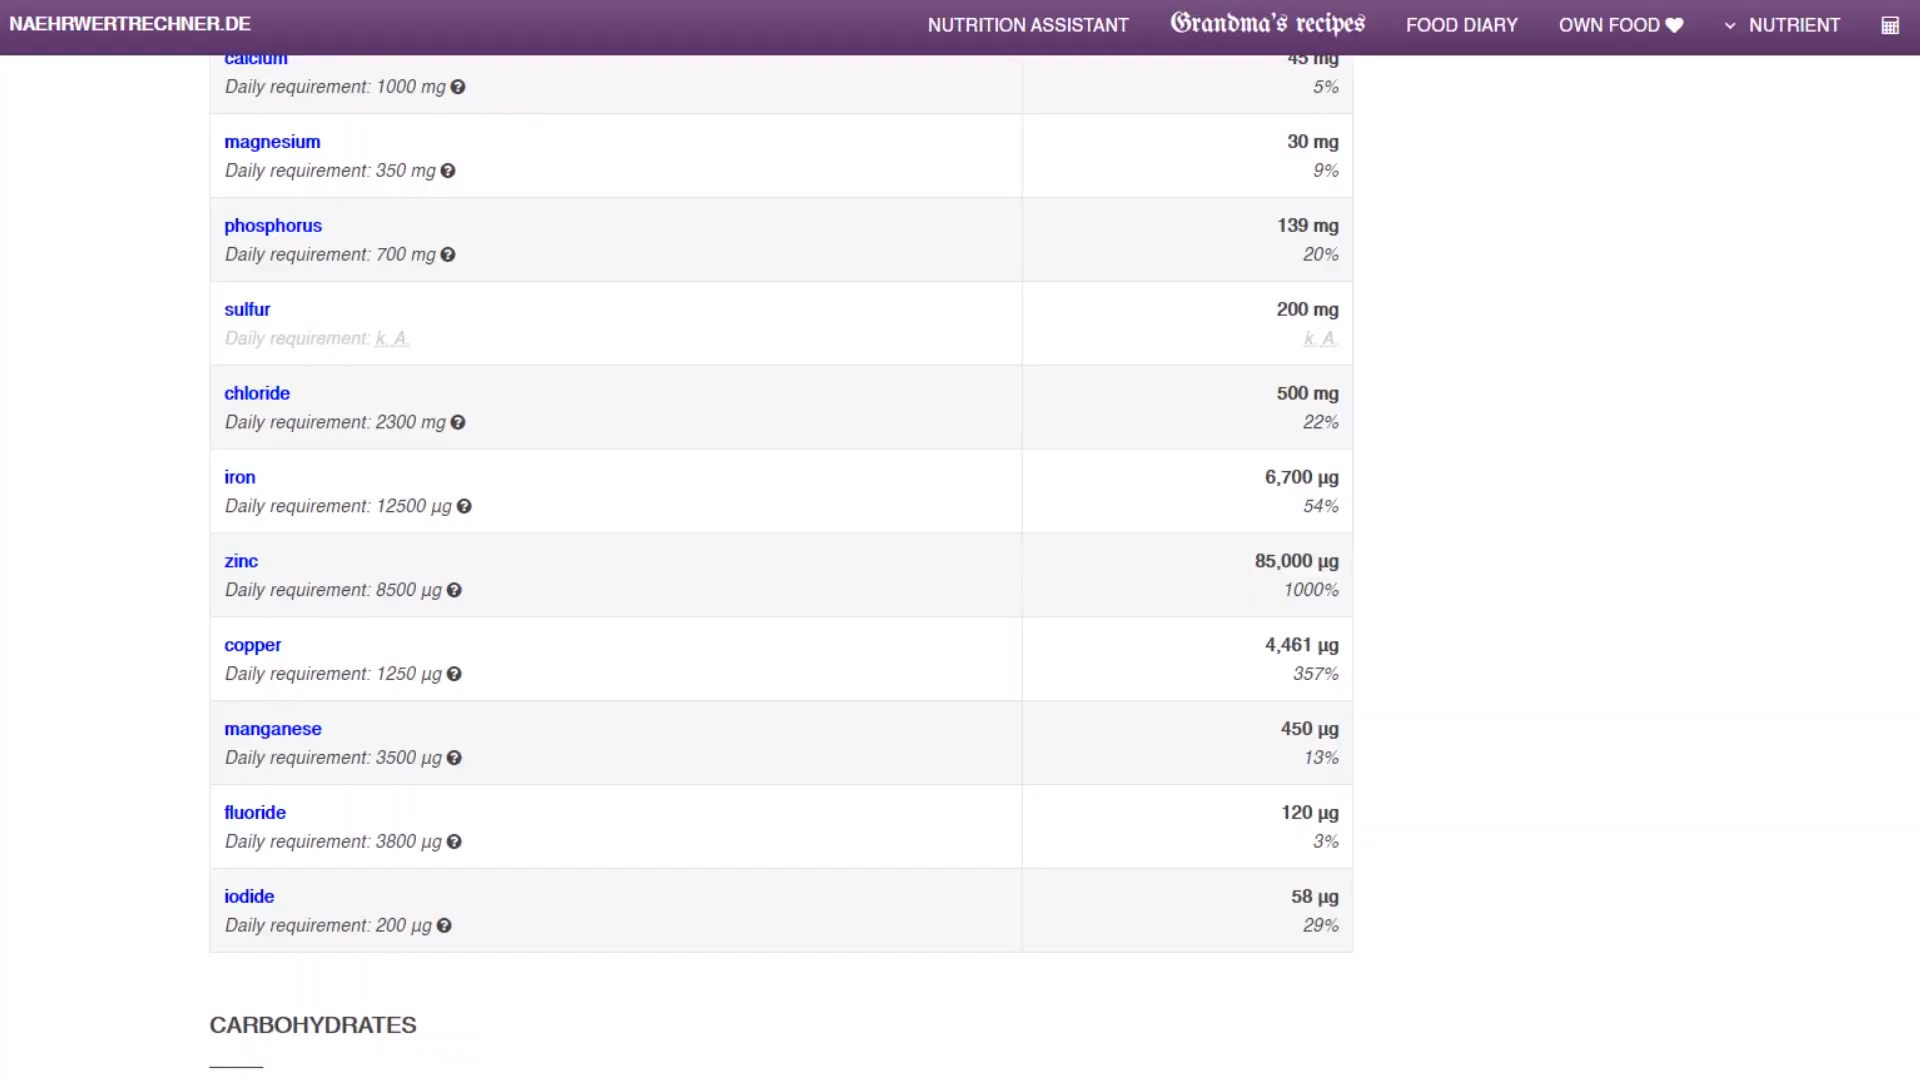 NAEHRWERTRECHNER.DE
NUTRITION ASSISTANT Grandma's recipes FOOD DIARY OWN FOOD NUTRIENT
calcium 45 mg
Daily requirement: 1000 mg 5%
magnesium 30 mg
Daily requirement: 350 mg 9%
phosphorus 139 mg
Daily requirement: 700 mg 20%
sulfur 200 mg
Daily requirement: k. A. k. A.
chloride 500 mg
Daily requirement: 2300 mg 22%
iron 6,700 µg
Daily requirement: 12500 µg 54%
zinc 85,000 µg
Daily requirement: 8500 µg 1000%
copper 4,461 µg
Daily requirement: 1250 µg 357%
manganese 450 µg
Daily requirement: 3500 µg 13%
fluoride 120 µg
Daily requirement: 3800 µg 3%
iodide 58 µg
Daily requirement: 200 µg 29%
CARBOHYDRATES